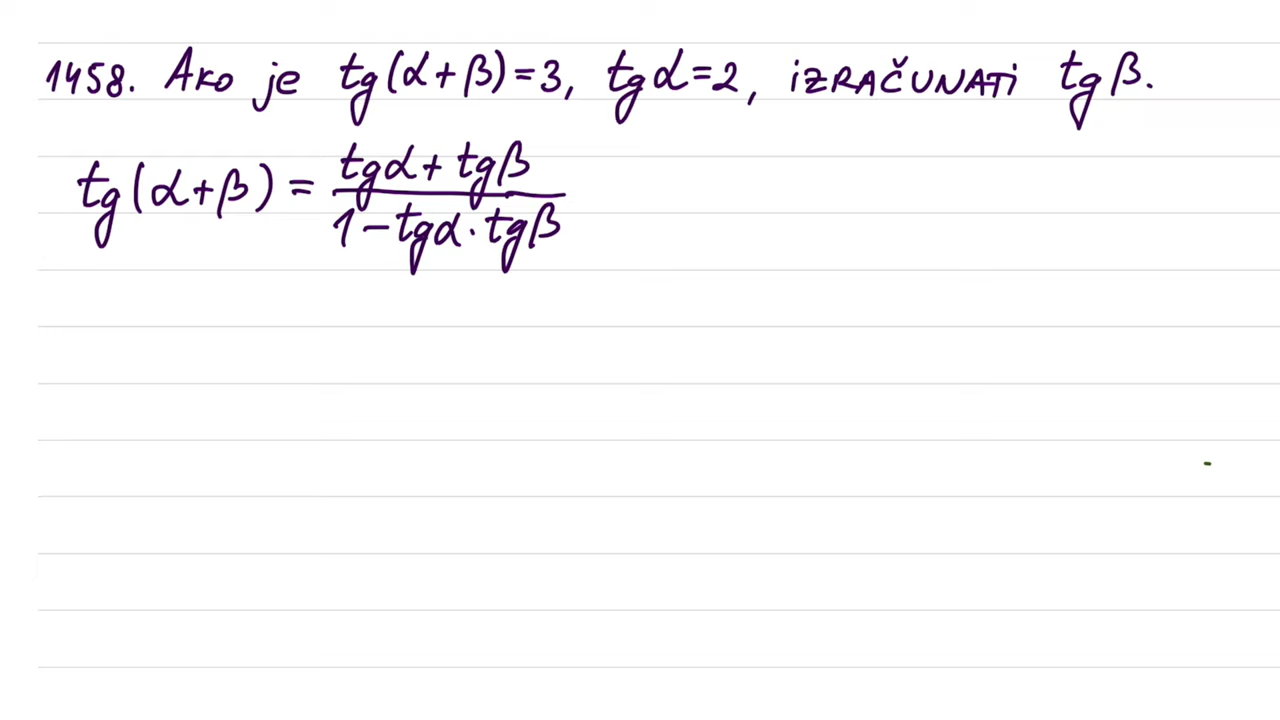 1458. Ako je tg(α+β)=3, tgα=2, IZRAČUNATI tgβ.
tg(α+β) = (tgα + tgβ)/(1 - tgα · tgβ)